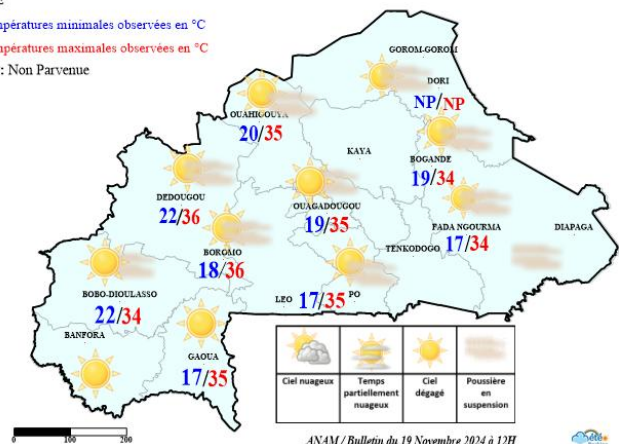 mpératures minimales observées en °C
mpératures maximales observées en °C
: Non Parvenue
GOROM-GOROM
DORI
NP/NP
OUAHIGOUYA
20/35
KAYA
BOGANDE
19/34
DEDOUGOU
22/36
OUAGADOUGOU
19/35
FADA NGOURMA
17/34
DIAPAGA
TENKODOGO
BOROMO
18/36
BOBO-DIOULASSO
22/34
LEO
17/35
PO
BANFORA
GAOUA
17/35
Ciel nuageux
Temps partiellement nuageux
Ciel dégagé
Poussière en suspension
0 100 200
ANAM / Bulletin du 19 Novembre 2024 à 12H